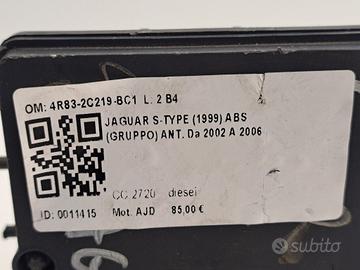 OM: 4R83-2C219-BC1 L. 2 B4
JAGUAR S-TYPE (1999) ABS
(GRUPPO) ANT. Da 2002 A 2006
CC 2720 diesel
ID: 0011415 Mot. AJD 85,00 €
subito